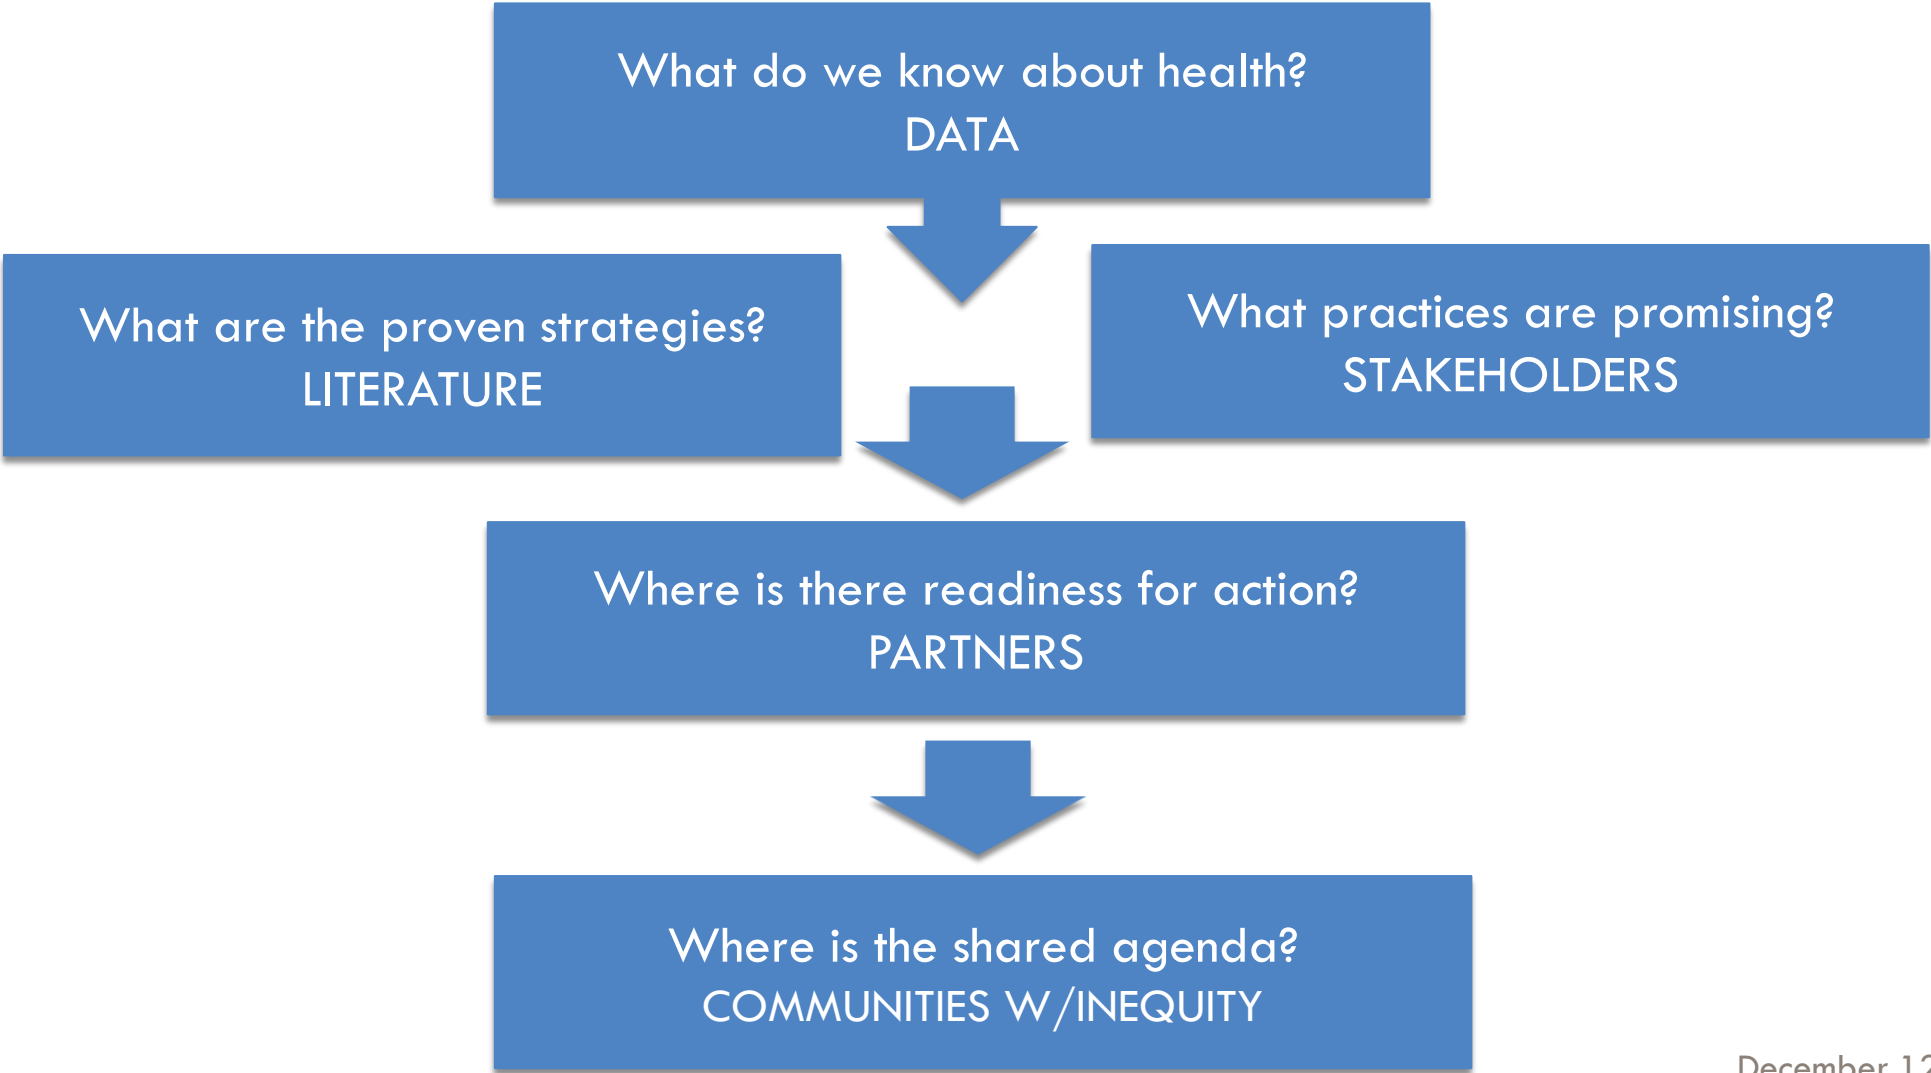 What do we know about health?
DATA
What are the proven strategies?
LITERATURE
What practices are promising?
STAKEHOLDERS
Where is there readiness for action?
PARTNERS
Where is the shared agenda?
COMMUNITIES W/INEQUITY
December 12